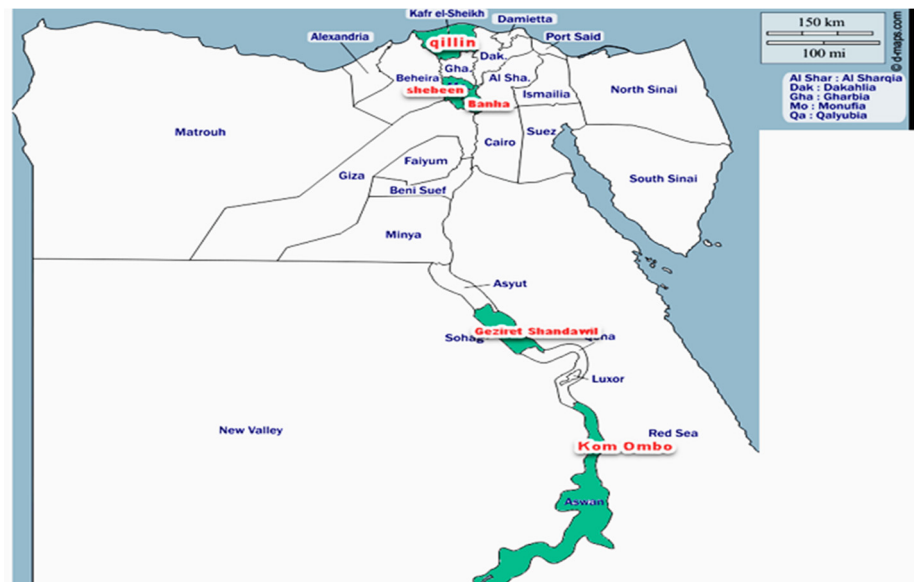 Kafr el-Sheikh
Damietta
Alexandria
Port Said
qillin
Dak.
Gha.
Beheira
Al Sha.
shebeen
Banha
Ismailia
North Sinai
Matrouh
Cairo
Suez
Faiyum
Giza
South Sinai
Beni Suef
Minya
Asyut
Geziret Shandawil
Sohag
Luxor
New Valley
Red Sea
Kom Ombo
Aswan
150 km
100 mi
© d-maps.com
Al Shar : Al Sharqia
Dak : Dakahlia
Gha : Gharbia
Mo : Monufia
Qa : Qalyubia